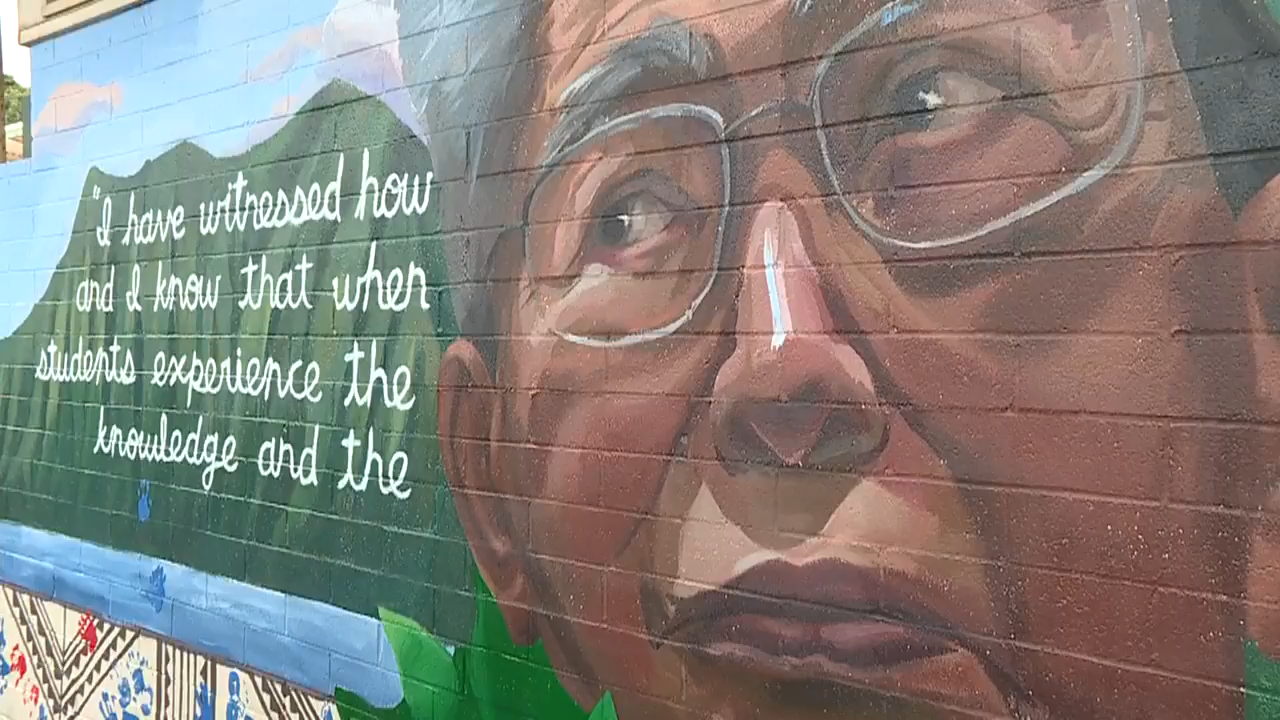 "I have witnessed how
and I know that when
students experience the
knowledge and the